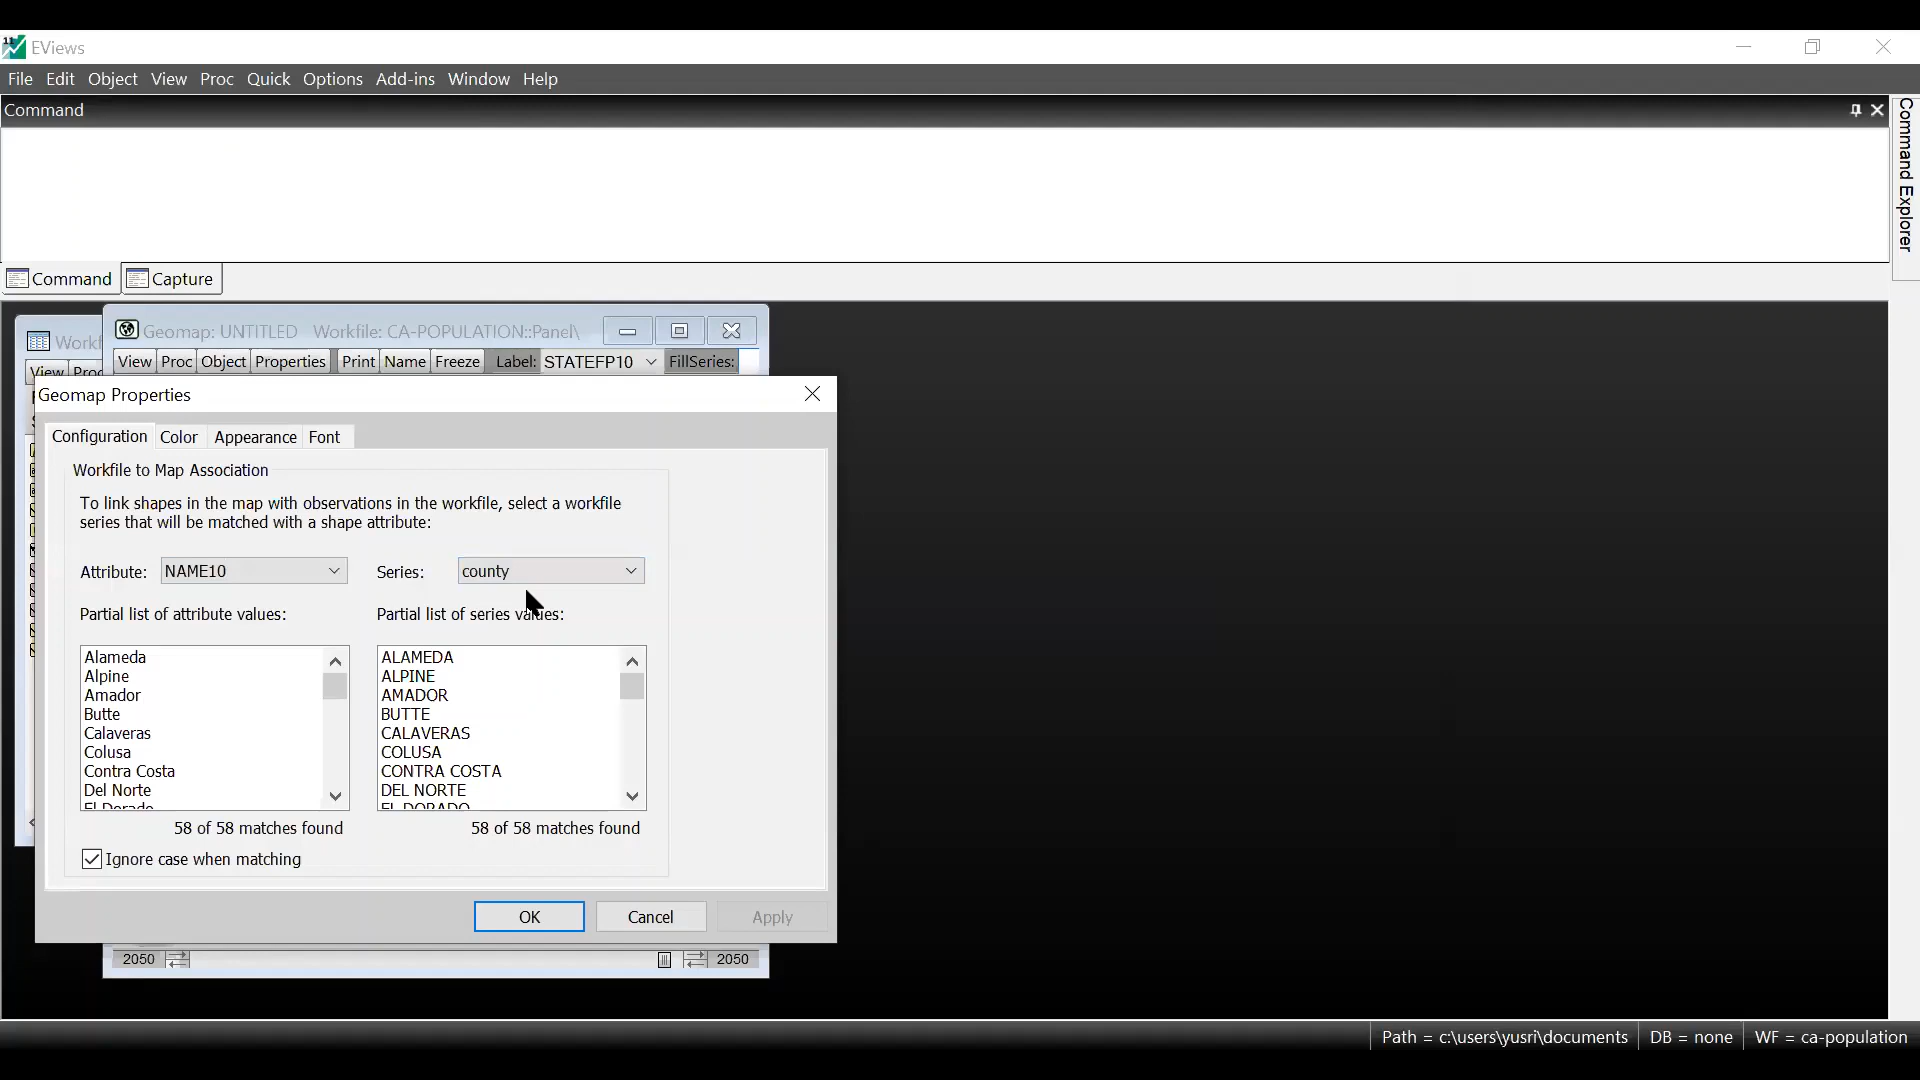 EViews
File Edit Object View Proc Quick Options Add-ins Window Help
Command
Command Explorer
Command Capture
Geomap: UNTITLED Workfile: CA-POPULATION::Panel\
View Proc Object Properties Print Name Freeze Label: STATEFP10 FillSeries:
Geomap Properties
Configuration Color Appearance Font
Workfile to Map Association
To link shapes in the map with observations in the workfile, select a workfile
series that will be matched with a shape attribute:
Attribute: NAME10 Series: county
Partial list of attribute values: Partial list of series values:
Alameda ALAMEDA
Alpine ALPINE
Amador AMADOR
Butte BUTTE
Calaveras CALAVERAS
Colusa COLUSA
Contra Costa CONTRA COSTA
Del Norte DEL NORTE
El Dorado EL DORADO
58 of 58 matches found 58 of 58 matches found
Ignore case when matching
OK Cancel Apply
2050 2050
Path = c:\users\yusri\documents DB = none WF = ca-population